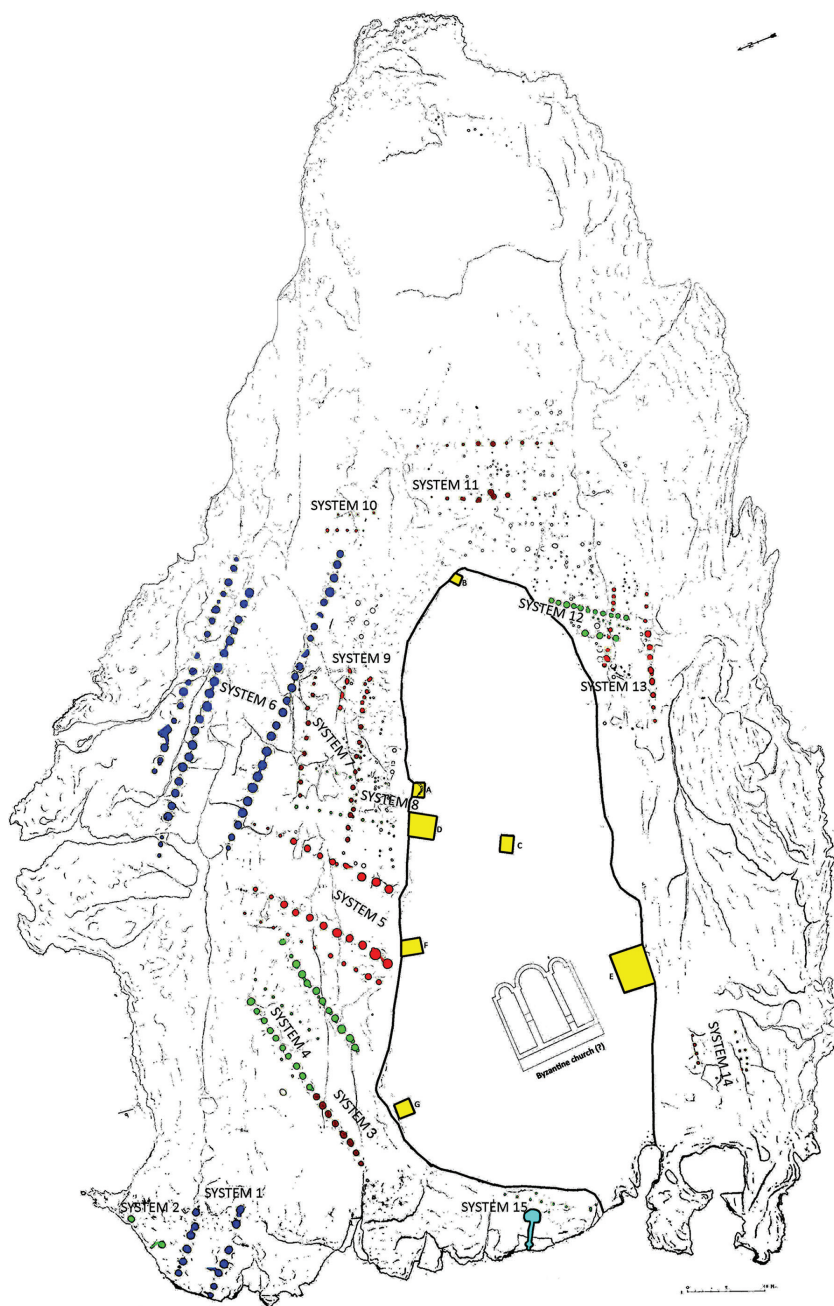 SYSTEM 11
SYSTEM 10
B
SYSTEM 12
SYSTEM 9
SYSTEM 13
SYSTEM 6
SYSTEM 7
A
SYSTEM 8
D
C
SYSTEM 5
F
E
SYSTEM 4
SYSTEM 14
Byzantine church (?)
G
SYSTEM 3
SYSTEM 2
SYSTEM 1
SYSTEM 15